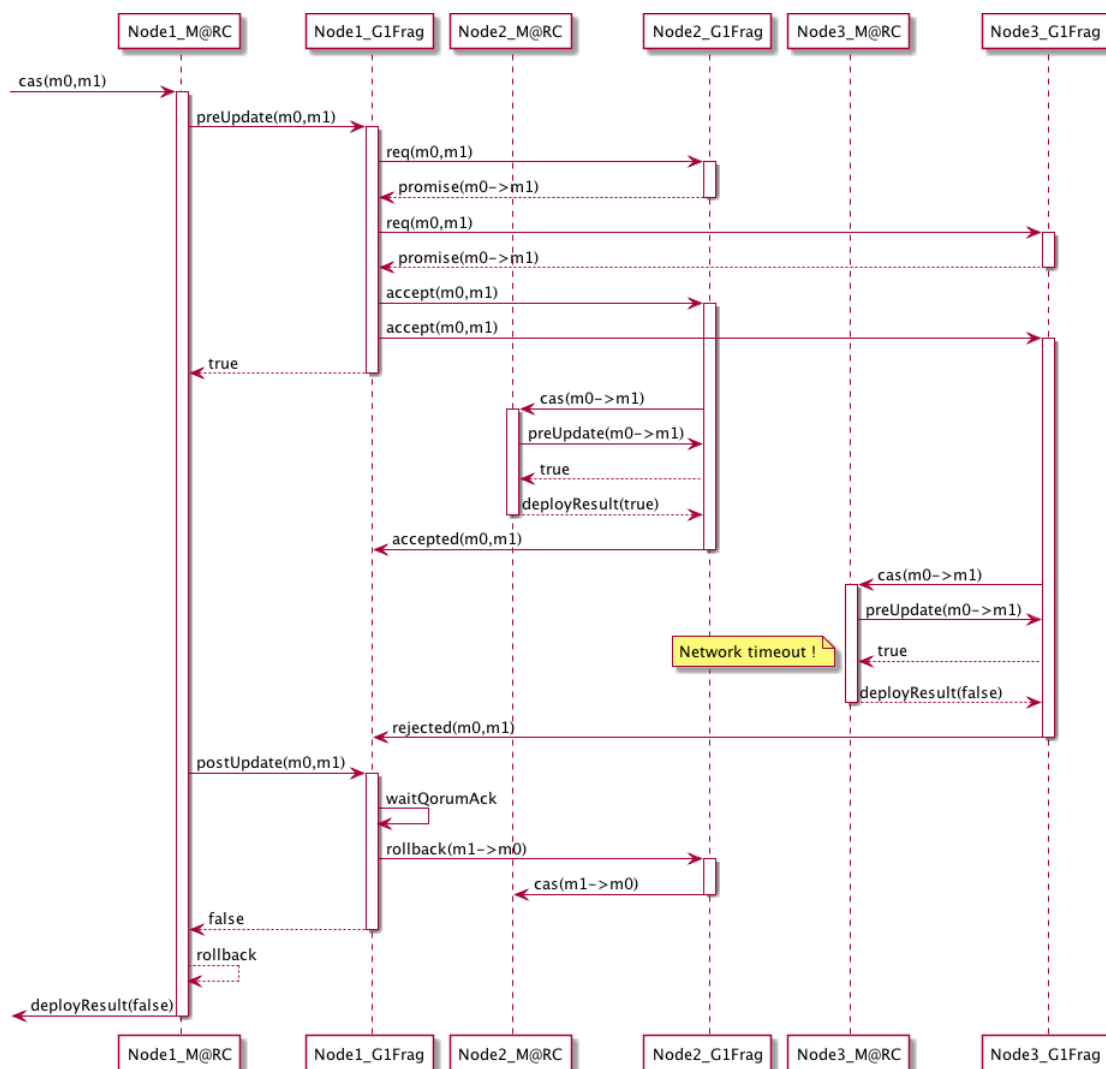 Node1_M@RC Node1_G1Frag Node2_M@RC Node2_G1Frag Node3_M@RC Node3_G1Frag
cas(m0,m1)
preUpdate(m0,m1)
req(m0,m1)
promise(m0->m1)
req(m0,m1)
promise(m0->m1)
accept(m0,m1)
accept(m0,m1)
true
cas(m0->m1)
preUpdate(m0->m1)
true
deployResult(true)
accepted(m0,m1)
cas(m0->m1)
preUpdate(m0->m1)
Network timeout !
true
deployResult(false)
rejected(m0,m1)
postUpdate(m0,m1)
waitQorumAck
rollback(m1->m0)
cas(m1->m0)
false
rollback
deployResult(false)
Node1_M@RC Node1_G1Frag Node2_M@RC Node2_G1Frag Node3_M@RC Node3_G1Frag